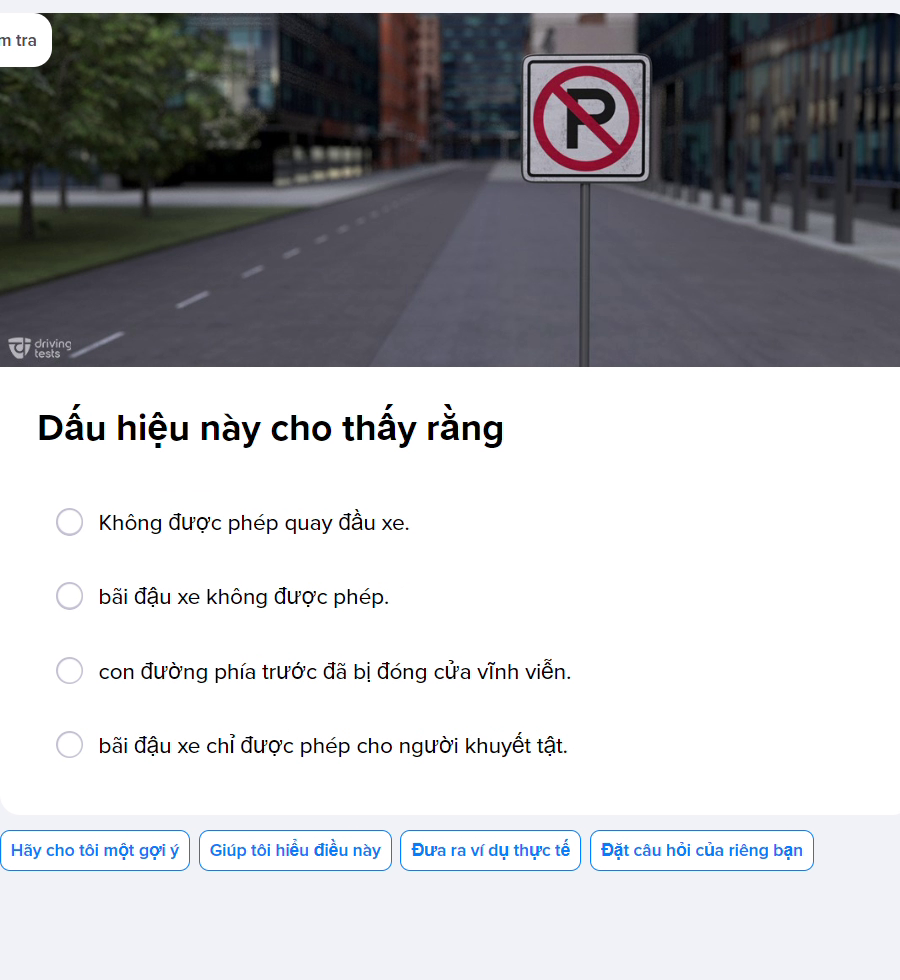 tra
P
driving
tests
Dấu hiệu này cho thấy rằng
Không được phép quay đầu xe.
bãi đậu xe không được phép.
con đường phía trước đã bị đóng cửa vĩnh viễn.
bãi đậu xe chỉ được phép cho người khuyết tật.
Hãy cho tôi một gợi ý
Giúp tôi hiểu điều này
Đưa ra ví dụ thực tế
Đặt câu hỏi của riêng bạn